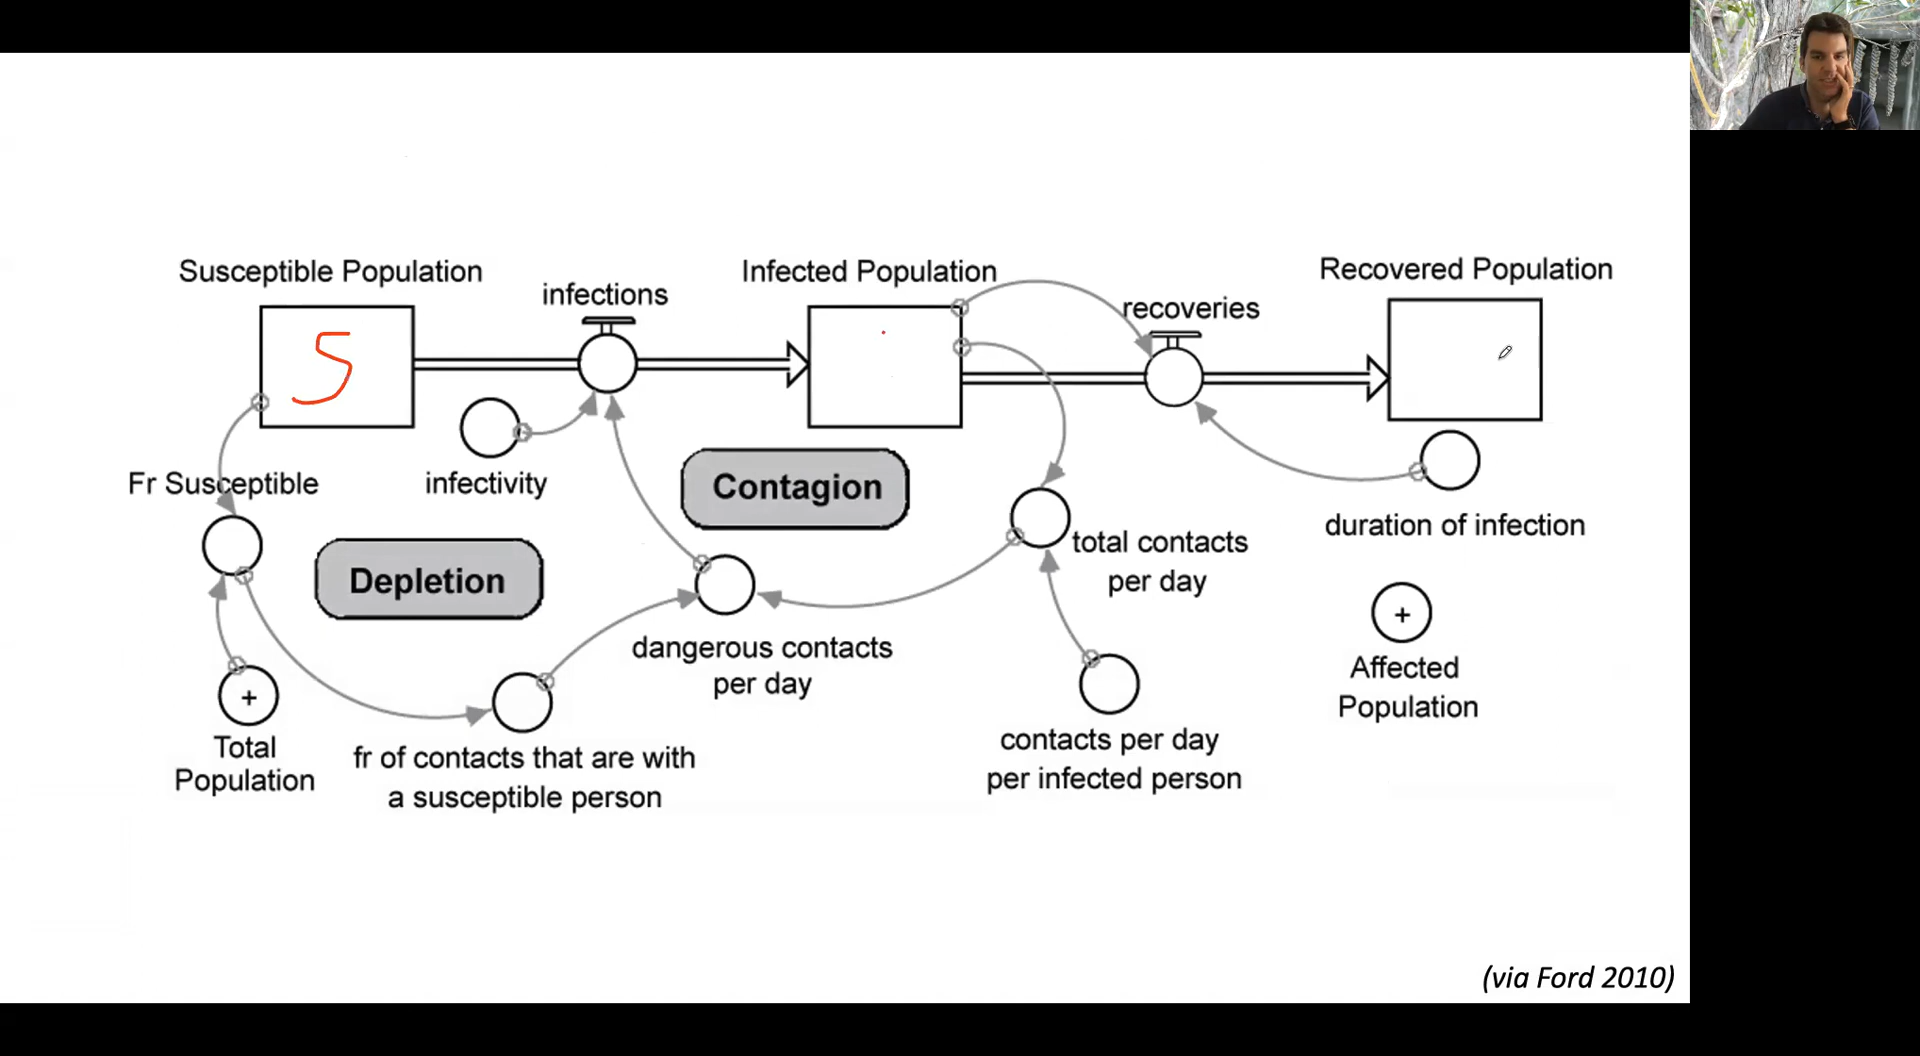 Susceptible Population
infections
Infected Population
recoveries
Recovered Population
S
Fr Susceptible
infectivity
Contagion
Depletion
total contacts
per day
duration of infection
dangerous contacts
per day
+
Affected
Population
+
Total
Population
fr of contacts that are with
a susceptible person
contacts per day
per infected person
(via Ford 2010)